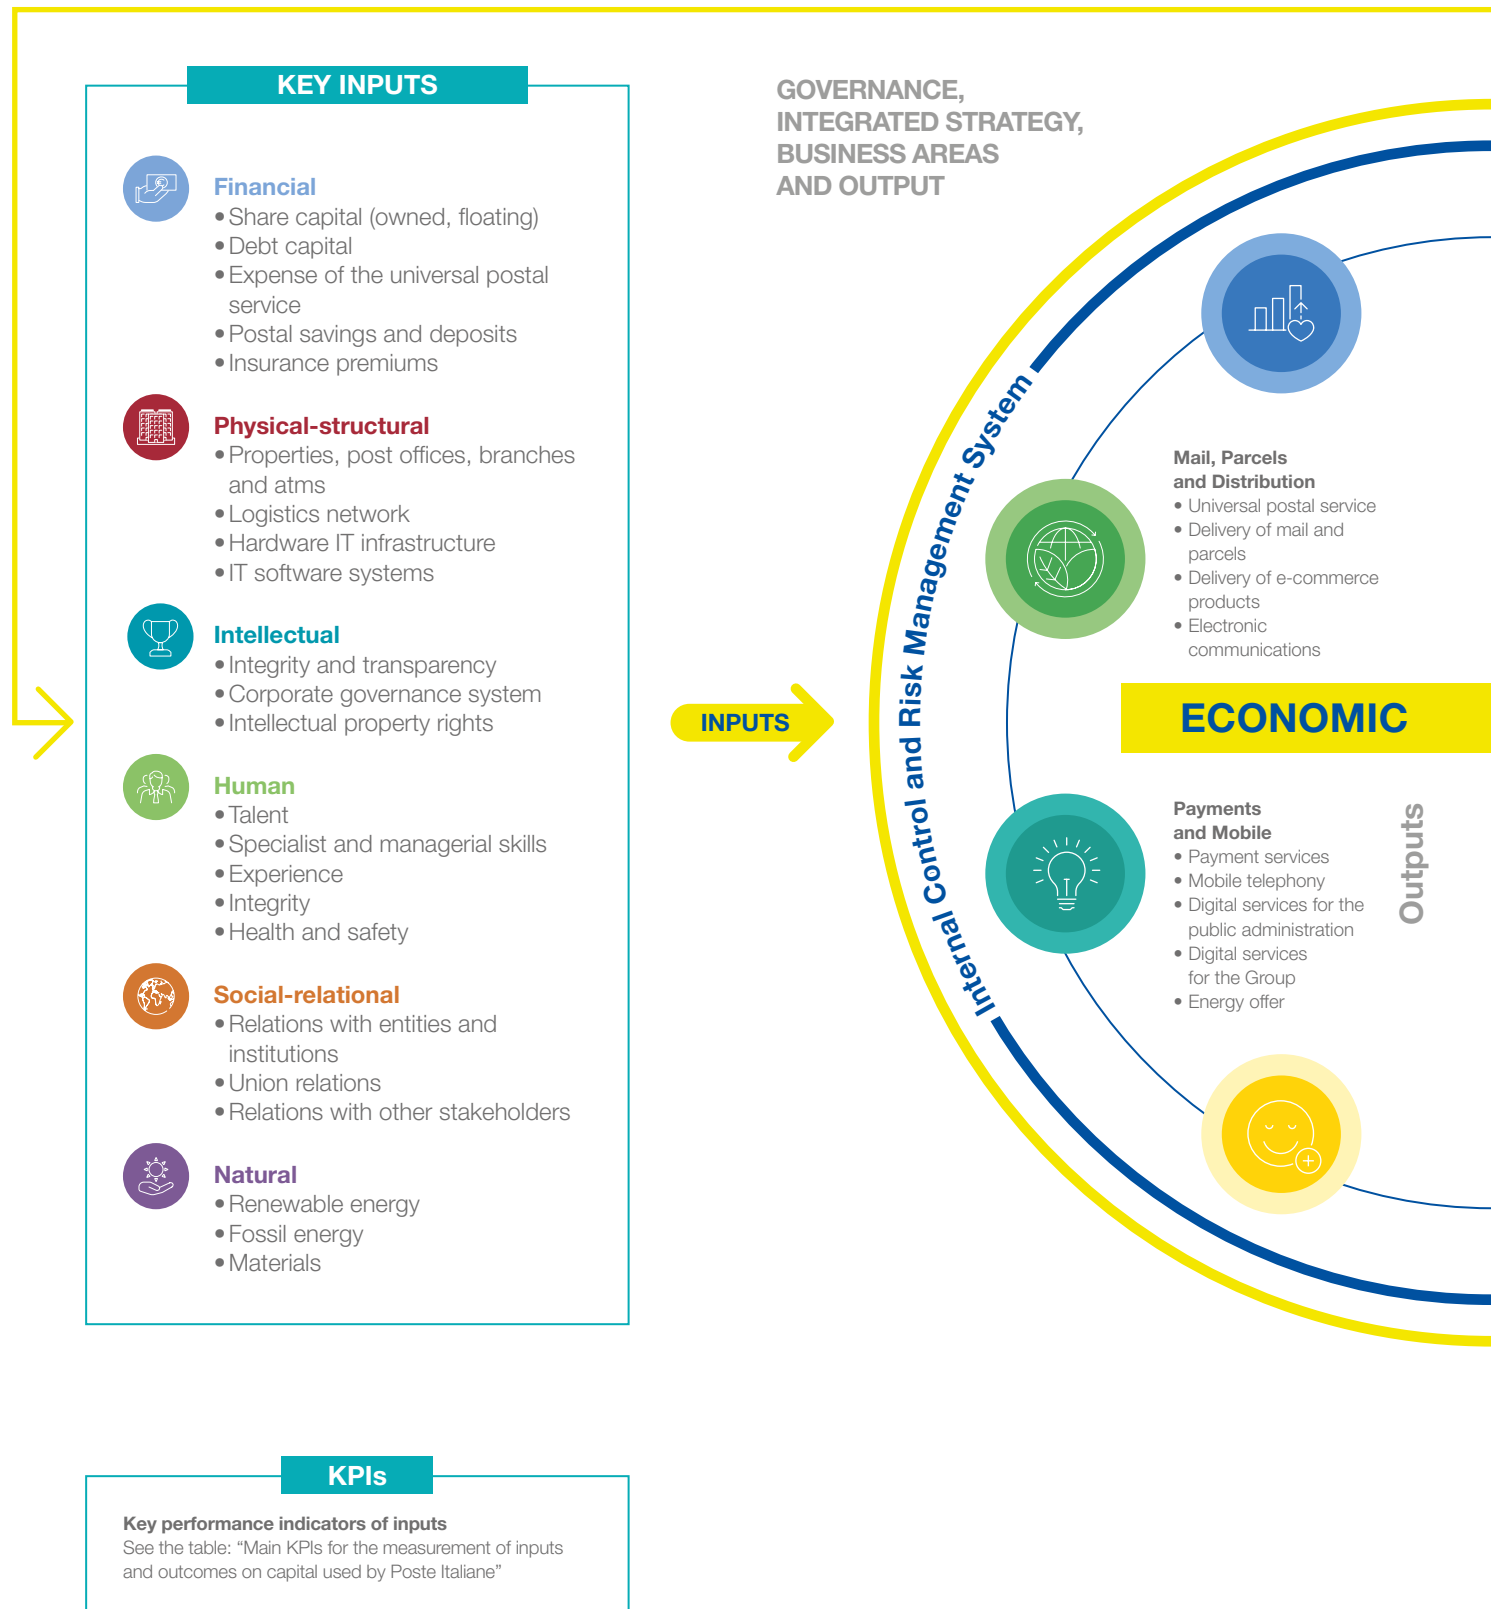 KEY INPUTS
Financial
• Share capital (owned, floating)
• Debt capital
• Expense of the universal postal
service
• Postal savings and deposits
• Insurance premiums
Physical-structural
• Properties, post offices, branches
and atms
• Logistics network
• Hardware IT infrastructure
• IT software systems
Intellectual
• Integrity and transparency
• Corporate governance system
• Intellectual property rights
Human
• Talent
• Specialist and managerial skills
• Experience
• Integrity
• Health and safety
Social-relational
• Relations with entities and
institutions
• Union relations
• Relations with other stakeholders
Natural
• Renewable energy
• Fossil energy
• Materials
KPIs
Key performance indicators of inputs
See the table: “Main KPIs for the measurement of inputs
and outcomes on capital used by Poste Italiane”
INPUTS
GOVERNANCE,
INTEGRATED STRATEGY,
BUSINESS AREAS
AND OUTPUT
Internal Control and Risk Management System
Mail, Parcels
and Distribution
• Universal postal service
• Delivery of mail and
parcels
• Delivery of e-commerce
products
• Electronic
communications
ECONOMIC
Payments
and Mobile
• Payment services
• Mobile telephony
• Digital services for the
public administration
• Digital services
for the Group
• Energy offer
Outputs